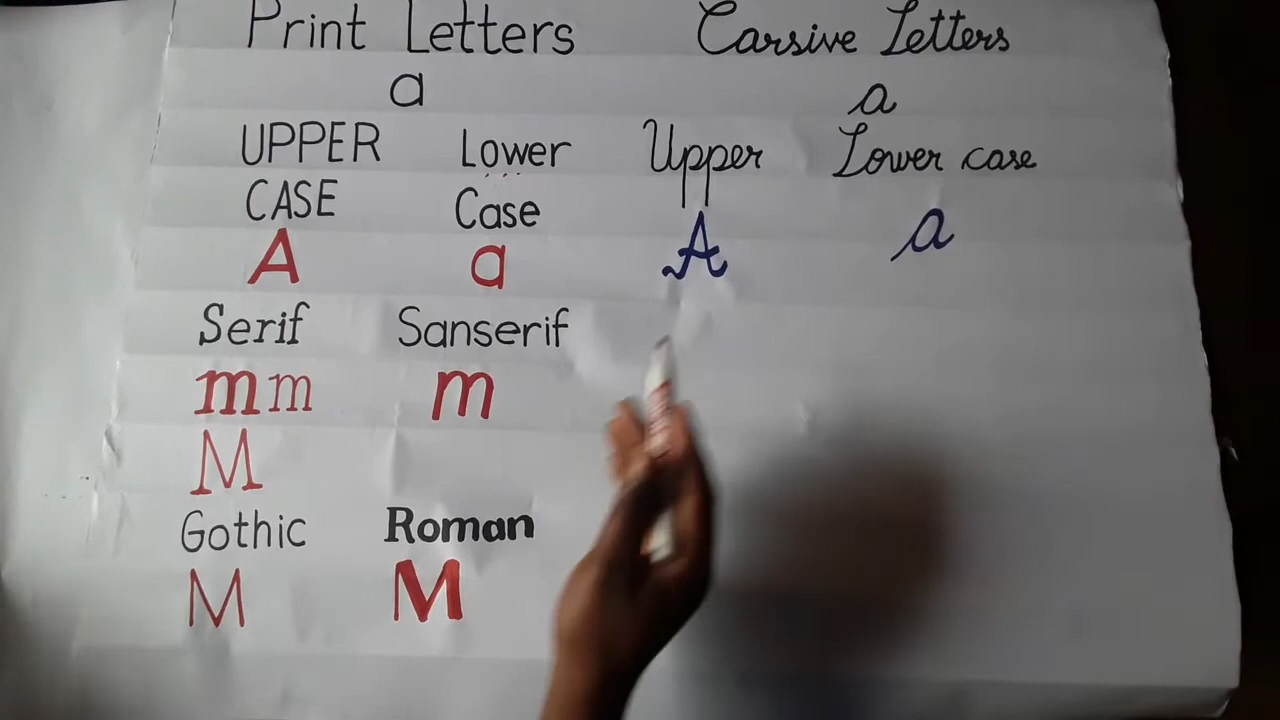 Print Letters
Carsive Letters
a
a
UPPER Lower Upper Lower case
CASE Case
A a A a
Serif Sanserif
mm m
M
Gothic Roman
M M